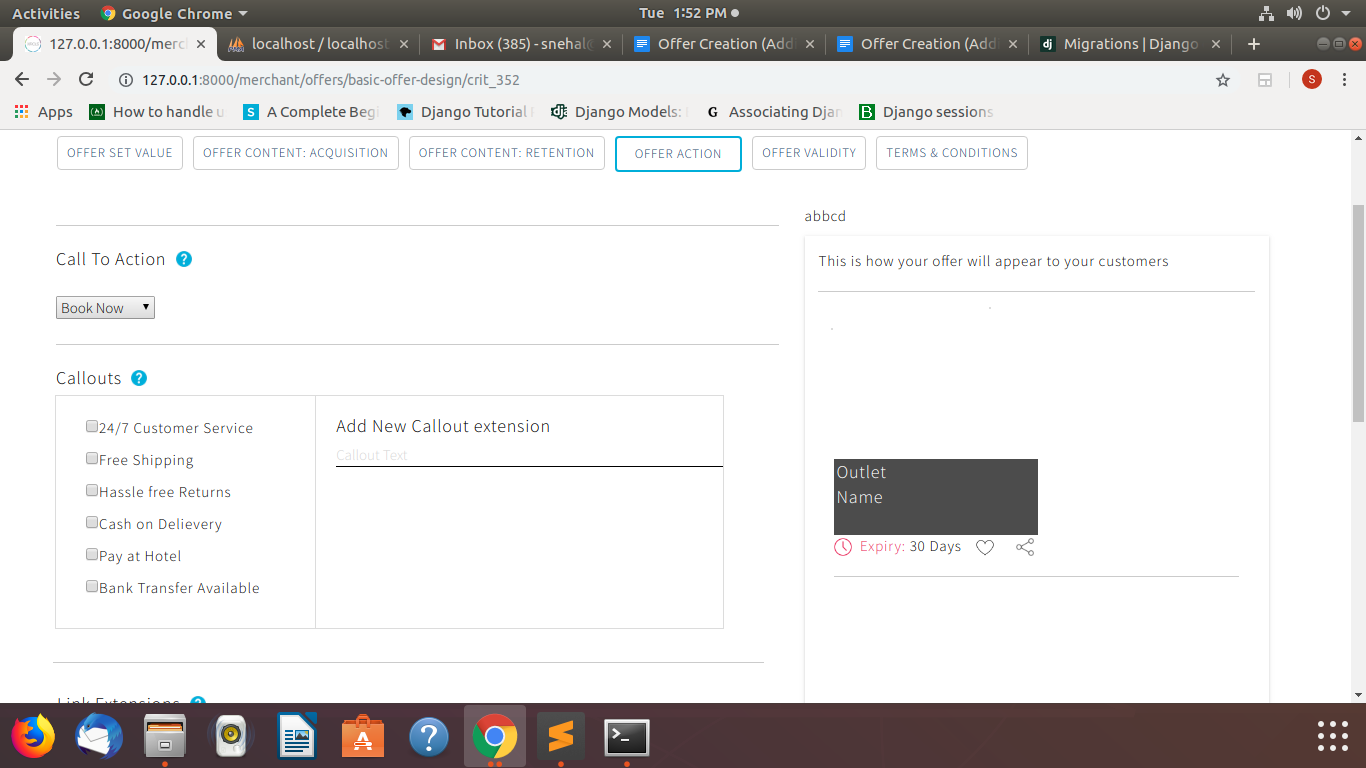 Activities Google Chrome Tue 1:52 PM
127.0.0.1:8000/merc localhost / localhost Inbox (385) - snehal@ Offer Creation (Add Offer Creation (Add Migrations | Django
127.0.0.1:8000/merchant/offers/basic-offer-design/crit_352 S
Apps How to handle u A Complete Beg Django Tutorial Django Models: Associating Djan Django sessions
OFFER SET VALUE OFFER CONTENT: ACQUISITION OFFER CONTENT: RETENTION OFFER ACTION OFFER VALIDITY TERMS & CONDITIONS
abbcd
Call To Action ?
Book Now
This is how your offer will appear to your customers
Callouts ?
24/7 Customer Service
Free Shipping
Hassle free Returns
Cash on Delievery
Pay at Hotel
Bank Transfer Available
Add New Callout extension
Callout Text
Outlet
Name
Expiry: 30 Days
Link Extensions ?